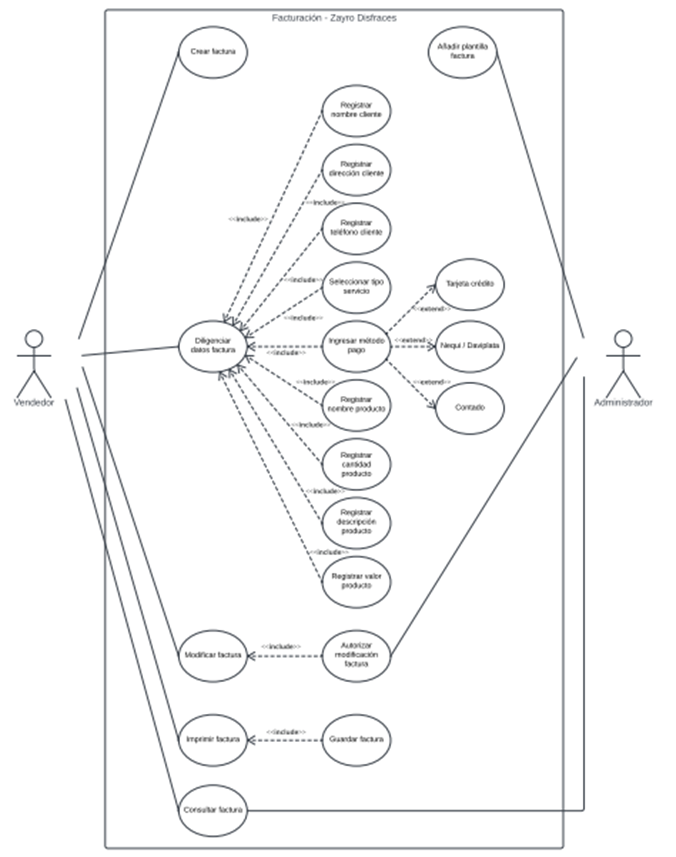 Facturación - Zayro Disfraces
Crear factura
Añadir plantilla
factura
Registrar
nombre cliente
Registrar
dirección cliente
<<include>>
<<include>>
Registrar
teléfono cliente
<<include>>
Seleccionar tipo
servicio
Tarjeta crédito
<<extend>>
<<include>>
Diligenciar
datos factura
<<include>>
Ingresar método
pago
<<extend>>
Nequi / Daviplata
Vendedor
Administrador
<<include>>
Registrar
nombre producto
<<extend>>
Contado
<<include>>
Registrar
cantidad
producto
<<include>>
Registrar
descripción
producto
<<include>>
Registrar valor
producto
Modificar factura
<<include>>
Autorizar
modificación
factura
Imprimir factura
<<include>>
Guardar factura
Consultar factura